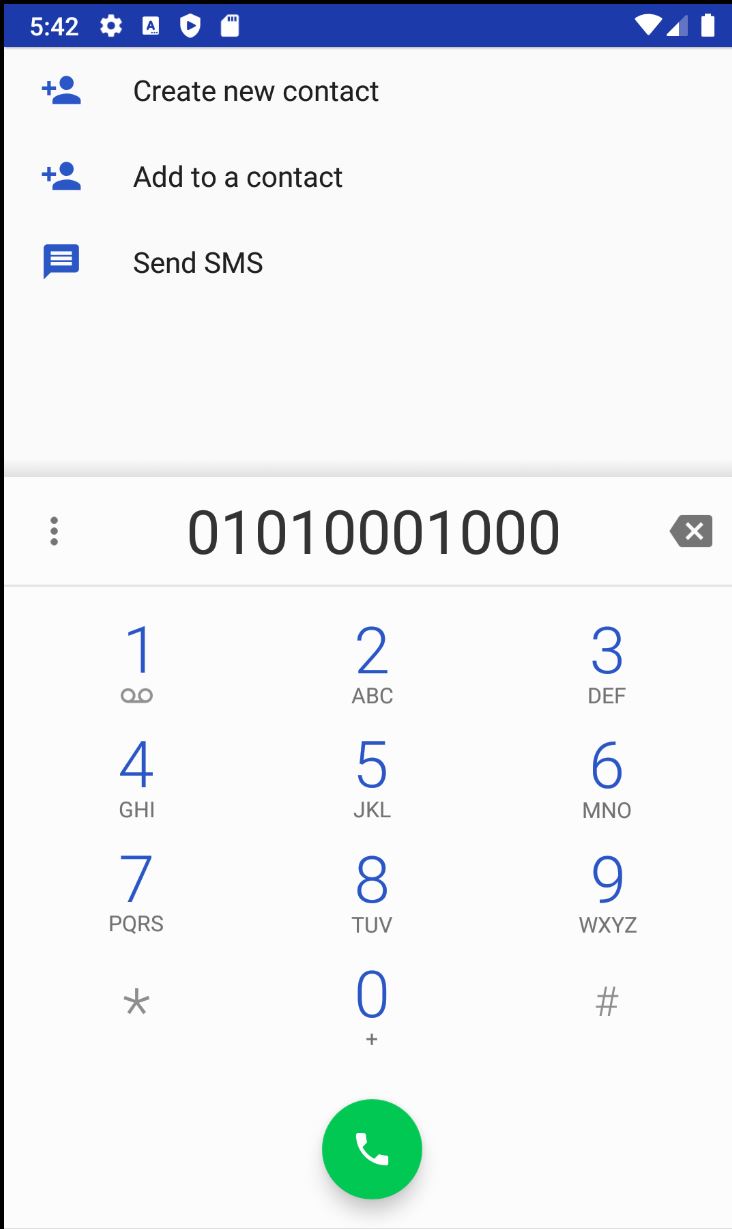 5:42
Create new contact
Add to a contact
Send SMS
01010001000
1 2 3
ABC DEF
4 5 6
GHI JKL MNO
7 8 9
PQRS TUV WXYZ
* 0 #
+